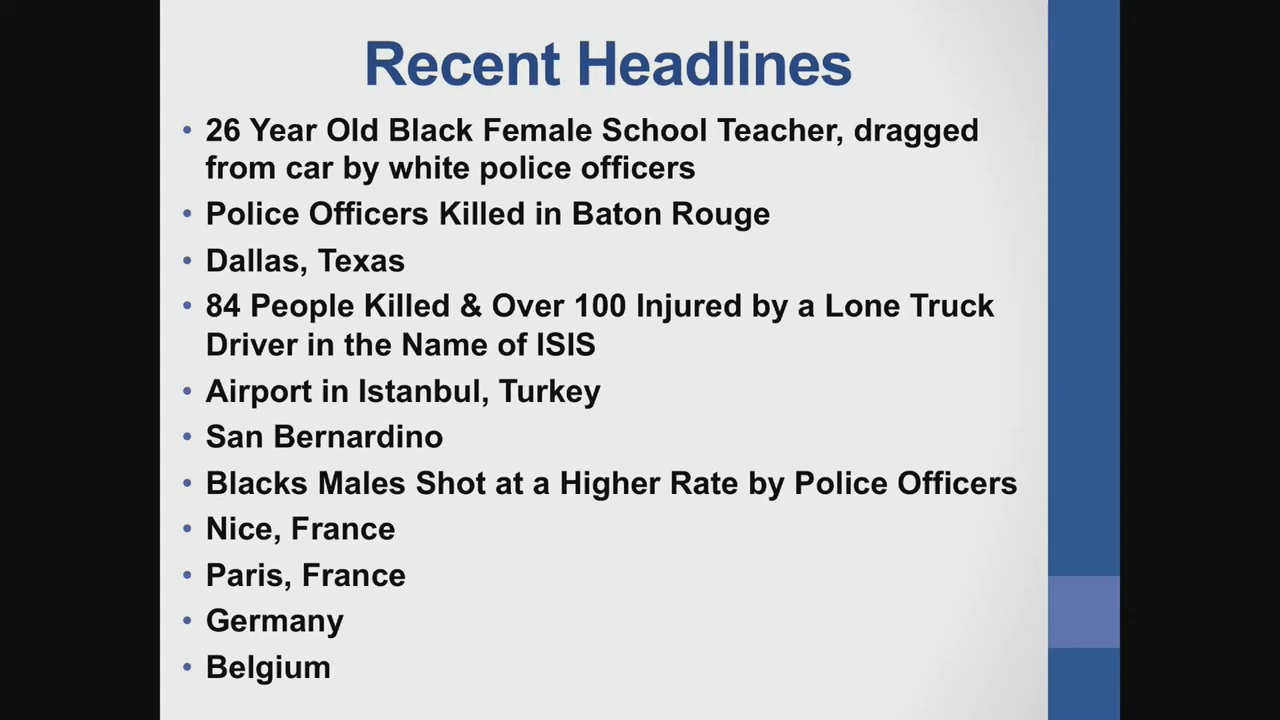 Recent Headlines
• 26 Year Old Black Female School Teacher, dragged
from car by white police officers
• Police Officers Killed in Baton Rouge
• Dallas, Texas
• 84 People Killed & Over 100 Injured by a Lone Truck
Driver in the Name of ISIS
• Airport in Istanbul, Turkey
• San Bernardino
• Blacks Males Shot at a Higher Rate by Police Officers
• Nice, France
• Paris, France
• Germany
• Belgium